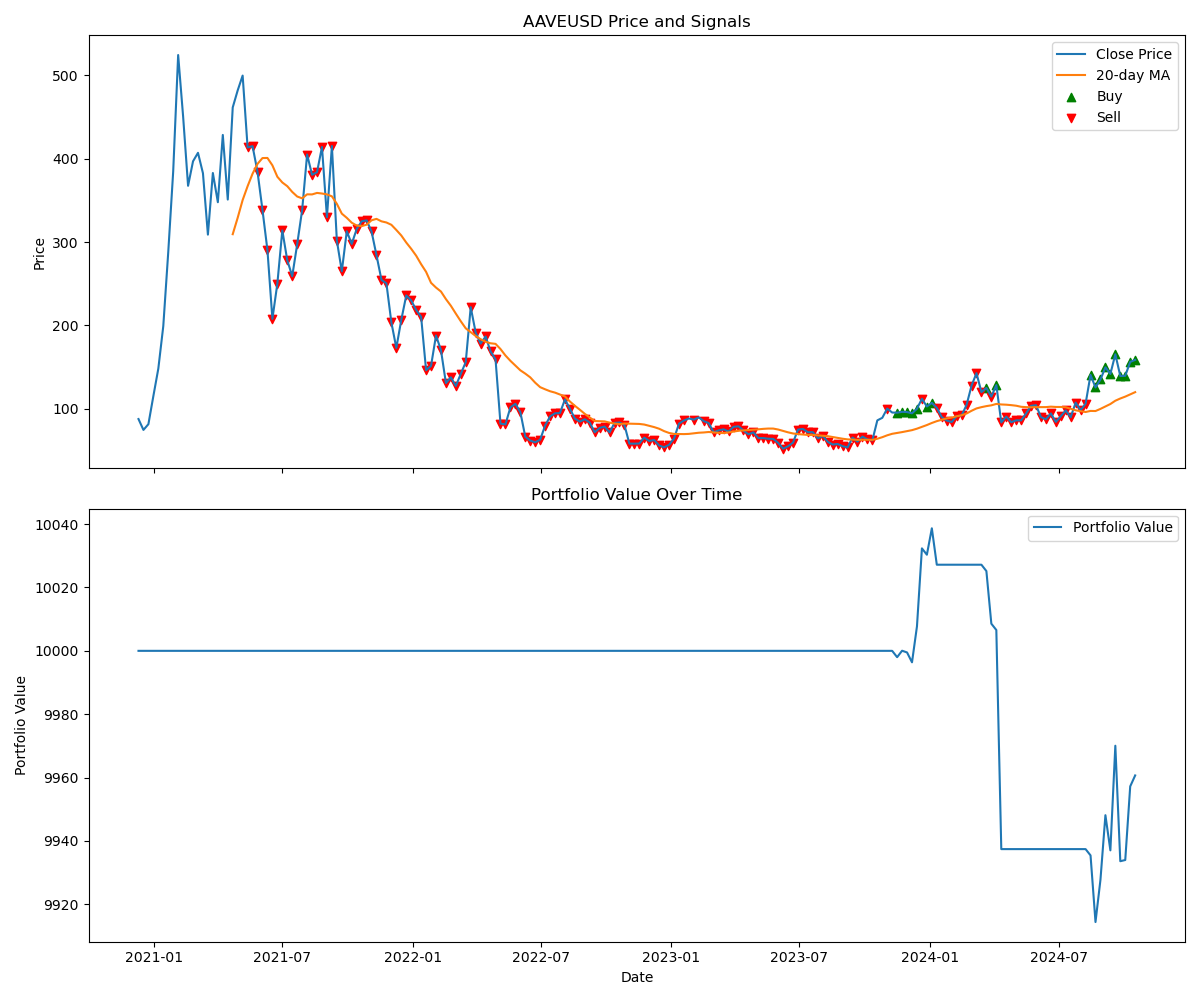 AAVEUSD Price and Signals
Price
500
400
300
200
100
Close Price
20-day MA
Buy
Sell
Portfolio Value Over Time
Portfolio Value
10040
10020
10000
9980
9960
9940
9920
Portfolio Value
2021-01
2021-07
2022-01
2022-07
2023-01
2023-07
2024-01
2024-07
Date